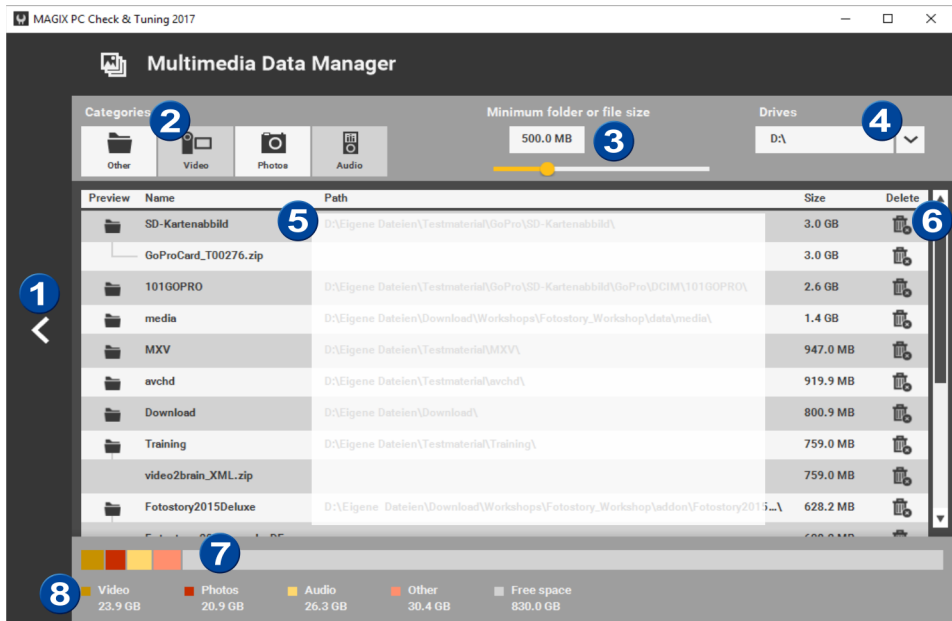 MAGIX PC Check & Tuning 2017
Multimedia Data Manager
Categories 2
Minimum folder or file size
Drives
4
500.0 MB
3
D:\
Other Video Photos Audio
Preview Name Path Size Delete
SD-Kartenabbild 5 D:\Eigene Dateien\Testmaterial\GoPro\SD-Kartenabbild\ 3.0 GB 6
GoProCard_T00276.zip 3.0 GB
1
101GOPRO D:\Eigene Dateien\Testmaterial\GoPro\SD-Kartenabbild\GoPro\DCIM\101GOPRO\ 2.6 GB
media D:\Eigene Dateien\Download\Workshops\Fotostory_Workshop\data\media\ 1.4 GB
MXV D:\Eigene Dateien\Testmaterial\MXV\ 947.0 MB
avchd D:\Eigene Dateien\Testmaterial\avchd\ 919.9 MB
Download D:\Eigene Dateien\Download\ 800.9 MB
Training D:\Eigene Dateien\Testmaterial\Training\ 759.0 MB
video2brain_XML.zip 759.0 MB
Fotostory2015Deluxe D:\Eigene Dateien\Download\Workshops\Fotostory_Workshop\addon\Fotostory2015...\ 628.2 MB
7
8
Video Photos Audio Other Free space
23.9 GB 20.9 GB 26.3 GB 30.4 GB 830.0 GB